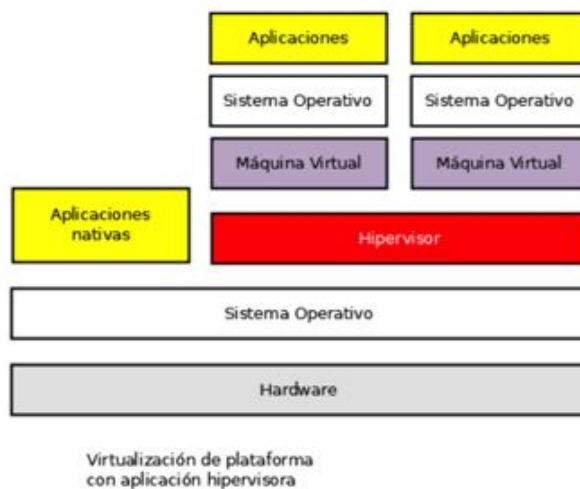 Aplicaciones
Aplicaciones
Sistema Operativo
Sistema Operativo
Máquina Virtual
Máquina Virtual
Aplicaciones
nativas
Hipervisor
Sistema Operativo
Hardware
Virtualización de plataforma
con aplicación hipervisora